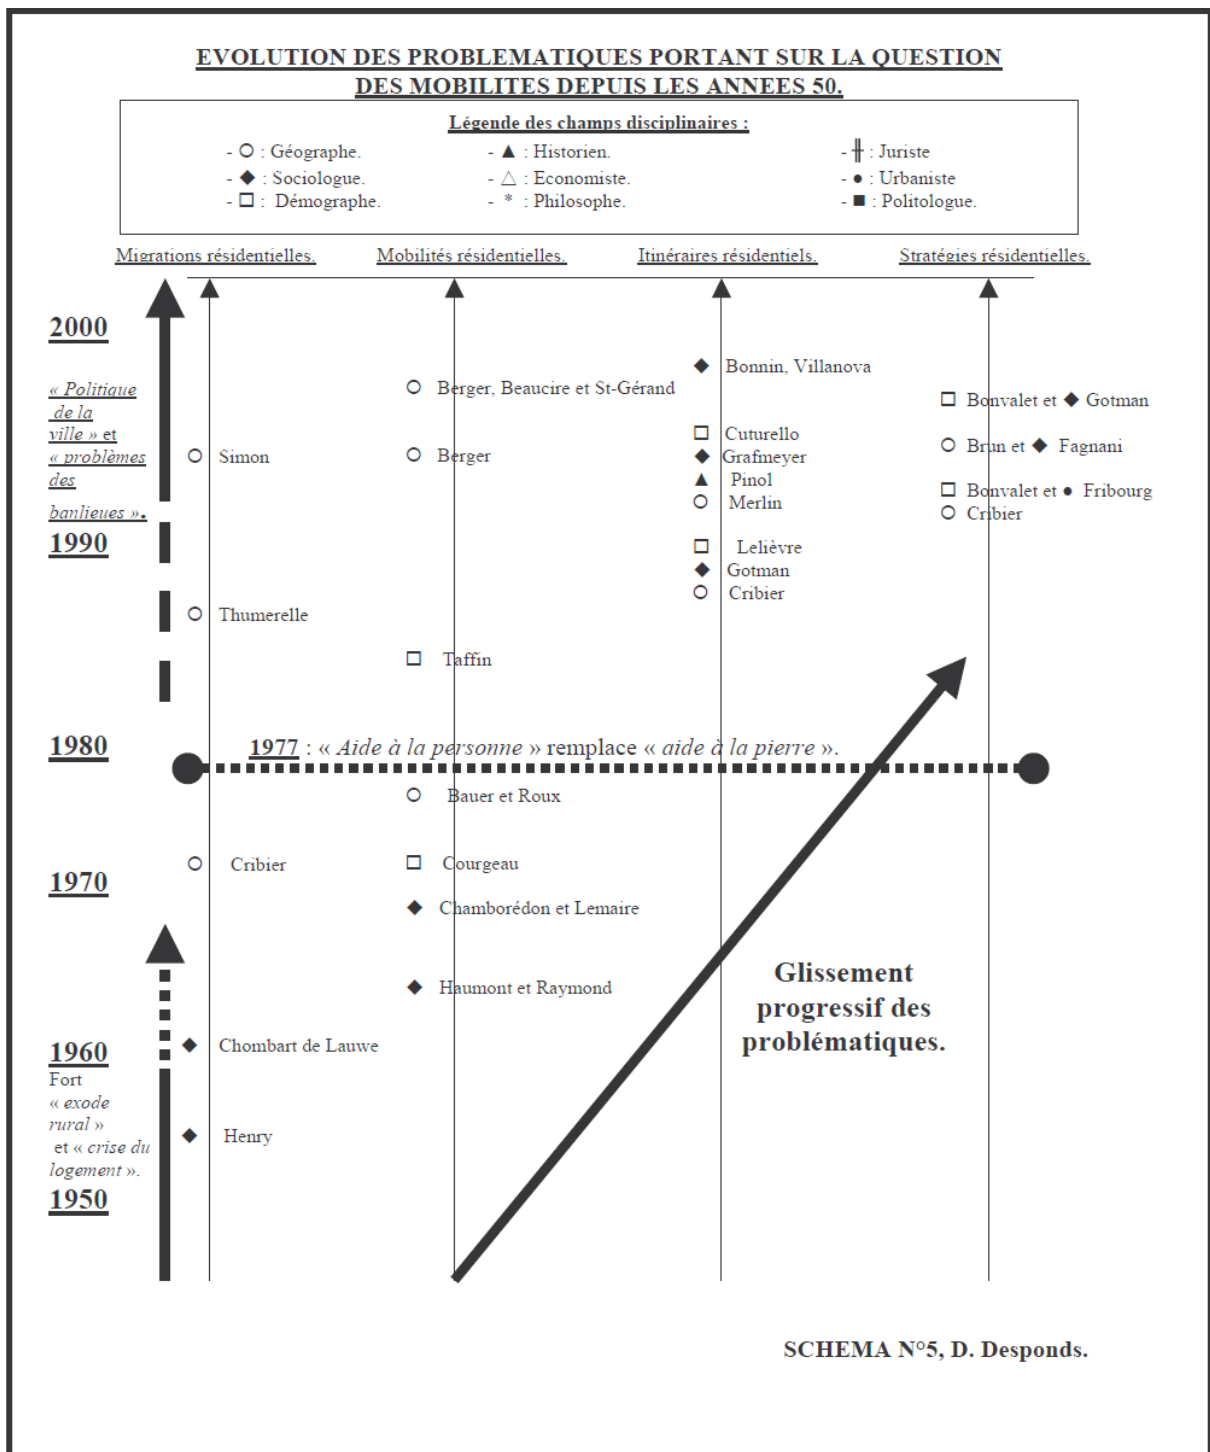 EVOLUTION DES PROBLEMATIQUES PORTANT SUR LA QUESTION
DES MOBILITES DEPUIS LES ANNEES 50.
Légende des champs disciplinaires :
- ○ : Géographe. - ▲ : Historien. - ╫ : Juriste
- ◆ : Sociologue. - △ : Economiste. - ● : Urbaniste
- □ : Démographe. - * : Philosophe. - ■ : Politologue.
Migrations résidentielles. Mobilités résidentielles. Itinéraires résidentiels. Stratégies résidentielles.
2000
◆ Bonnin, Villanova
○ Berger, Beaucire et St-Gérand
« Politique
de la
ville » et
« problèmes
des
banlieues ».
□ Bonvalet et ◆ Gotman
□ Cuturello
○ Brun et ◆ Fagnani
○ Simon
○ Berger
◆ Grafmeyer
▲ Pinol
○ Merlin
□ Bonvalet et ● Fribourg
○ Cribier
1990
□ Lelièvre
◆ Gotman
○ Cribier
○ Thumerelle
□ Taffin
1980
1977 : « Aide à la personne » remplace « aide à la pierre ».
○ Bauer et Roux
○ Cribier
□ Courgeau
1970
◆ Chamborédon et Lemaire
Glissement
progressif des
problématiques.
◆ Haumont et Raymond
◆ Chombart de Lauwe
1960
Fort
« exode
rural »
et « crise du
logement ».
◆ Henry
1950
SCHEMA N°5, D. Desponds.